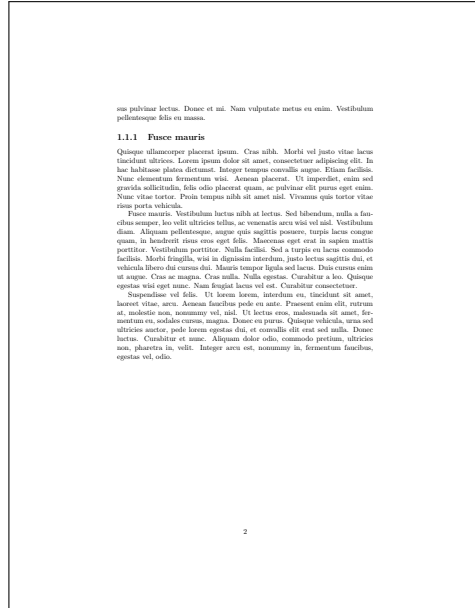 sus pulvinar lectus. Donec et mi. Nam vulputate metus eu enim. Vestibulum
pellentesque felis eu massa.
1.1.1 Fusce mauris
Quisque ullamcorper placerat ipsum. Cras nibh. Morbi vel justo vitae lacus
tincidunt ultrices. Lorem ipsum dolor sit amet, consectetuer adipiscing elit. In
hac habitasse platea dictumst. Integer tempus convallis augue. Etiam facilisis.
Nunc elementum fermentum wisi. Aenean placerat. Ut imperdiet, enim sed
gravida sollicitudin, felis odio placerat quam, ac pulvinar elit purus eget enim.
Nunc vitae tortor. Proin tempus nibh sit amet nisl. Vivamus quis tortor vitae
risus porta vehicula.
Fusce mauris. Vestibulum luctus nibh at lectus. Sed bibendum, nulla a fau-
cibus semper, leo velit ultricies tellus, ac venenatis arcu wisi vel nisl. Vestibulum
diam. Aliquam pellentesque, augue quis sagittis posuere, turpis lacus congue
quam, in hendrerit risus eros eget felis. Maecenas eget erat in sapien mattis
porttitor. Vestibulum porttitor. Nulla facilisi. Sed a turpis eu lacus commodo
facilisis. Morbi fringilla, wisi in dignissim interdum, justo lectus sagittis dui, et
vehicula libero dui cursus dui. Mauris tempor ligula sed lacus. Duis cursus enim
ut augue. Cras ac magna. Cras nulla. Nulla egestas. Curabitur a leo. Quisque
egestas wisi eget nunc. Nam feugiat lacus vel est. Curabitur consectetuer.
Suspendisse vel felis. Ut lorem lorem, interdum eu, tincidunt sit amet,
laoreet vitae, arcu. Aenean faucibus pede eu ante. Praesent enim elit, rutrum
at, molestie non, nonummy vel, nisl. Ut lectus eros, malesuada sit amet, fer-
mentum eu, sodales cursus, magna. Donec eu purus. Quisque vehicula, urna sed
ultricies auctor, pede lorem egestas dui, et convallis elit erat sed nulla. Donec
luctus. Curabitur et nunc. Aliquam dolor odio, commodo pretium, ultricies
non, pharetra in, velit. Integer arcu est, nonummy in, fermentum faucibus,
egestas vel, odio.
2